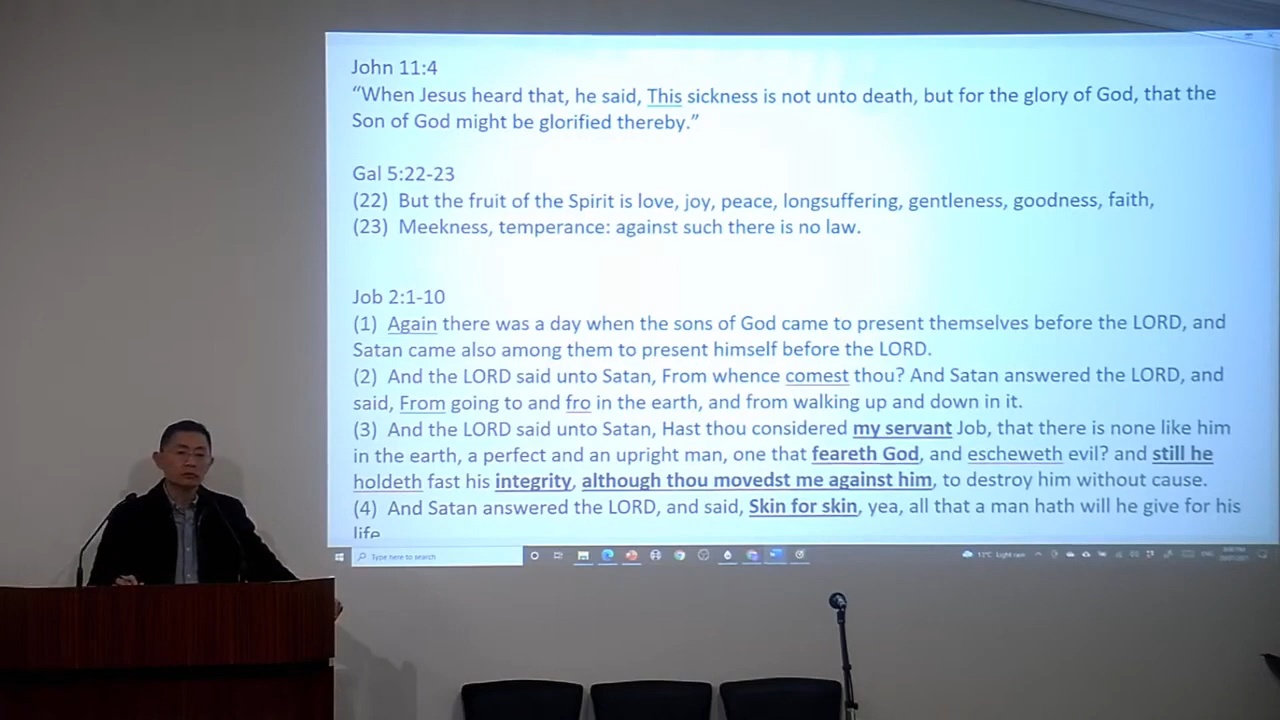 John 11:4
“When Jesus heard that, he said, This sickness is not unto death, but for the glory of God, that the
Son of God might be glorified thereby.”
Gal 5:22-23
(22) But the fruit of the Spirit is love, joy, peace, longsuffering, gentleness, goodness, faith,
(23) Meekness, temperance: against such there is no law.
Job 2:1-10
(1) Again there was a day when the sons of God came to present themselves before the LORD, and
Satan came also among them to present himself before the LORD.
(2) And the LORD said unto Satan, From whence comest thou? And Satan answered the LORD, and
said, From going to and fro in the earth, and from walking up and down in it.
(3) And the LORD said unto Satan, Hast thou considered my servant Job, that there is none like him
in the earth, a perfect and an upright man, one that feareth God, and escheweth evil? and still he
holdeth fast his integrity, although thou movedst me against him, to destroy him without cause.
(4) And Satan answered the LORD, and said, Skin for skin, yea, all that a man hath will he give for his
life
Type here to search
Light rain